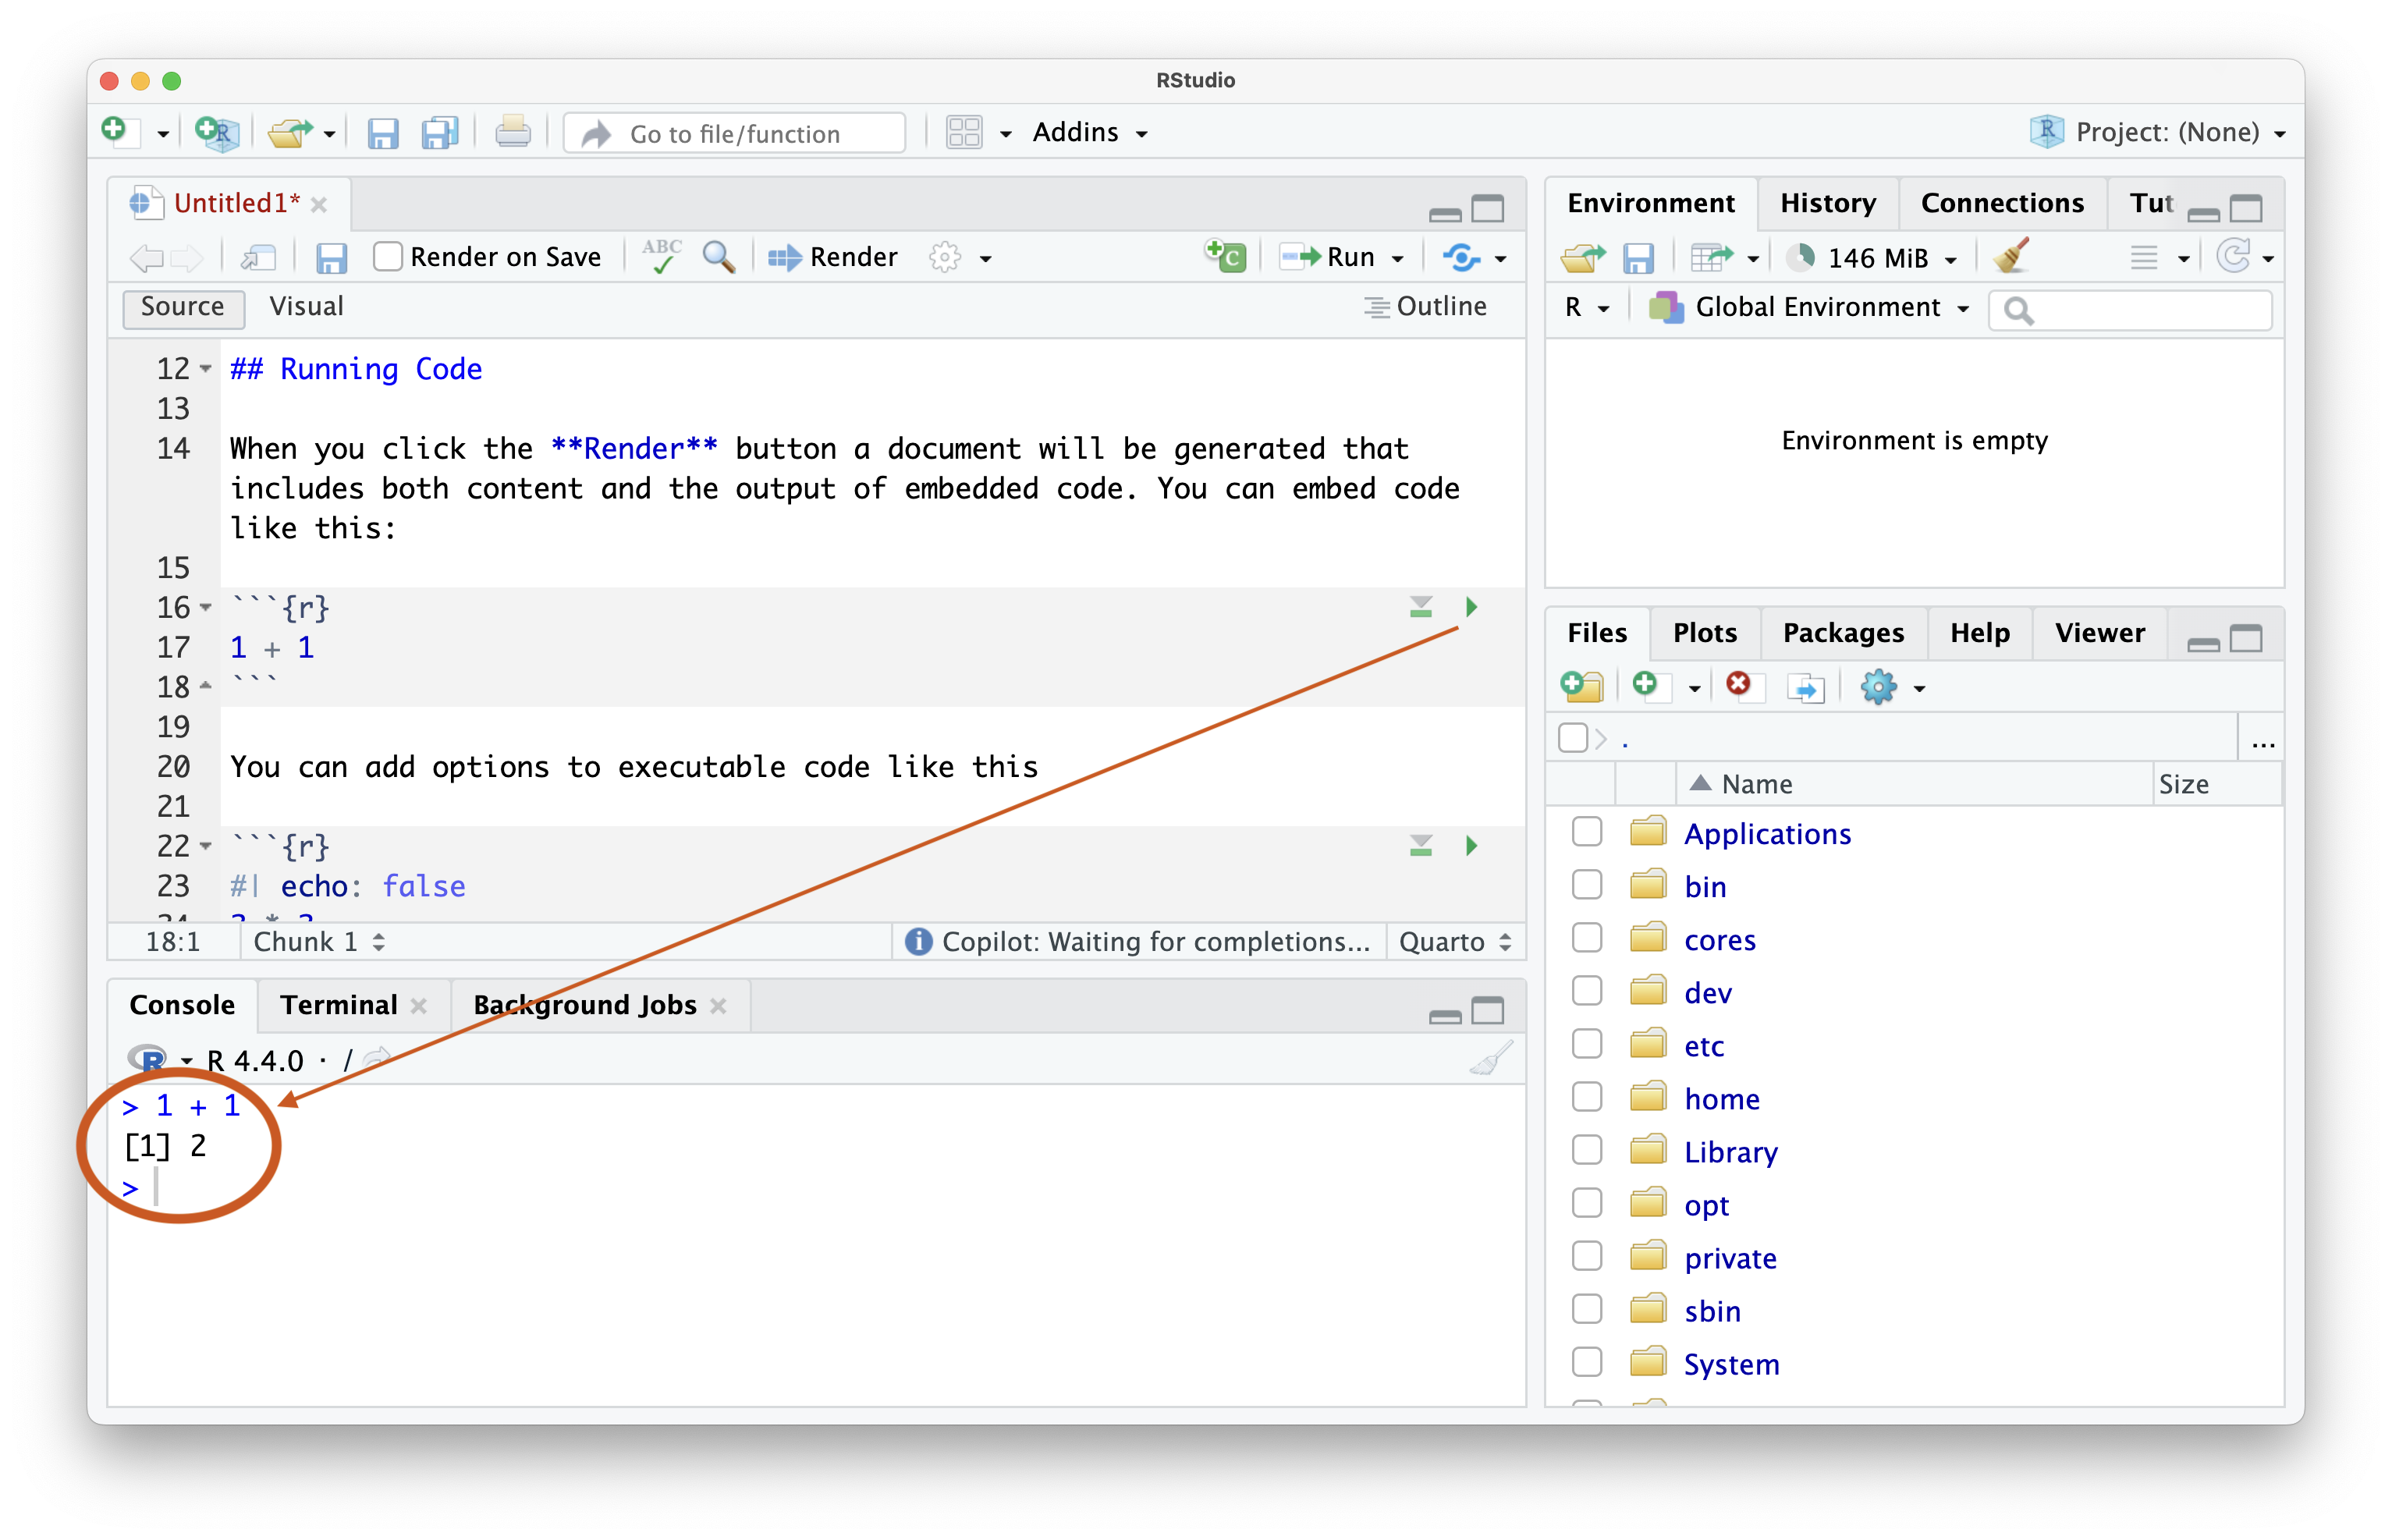 RStudio
Go to file/function
Addins
Project: (None)
Untitled1*
Render on Save
ABC
Render
Run
Source
Visual
Outline
12
## Running Code
13
14
When you click the **Render** button a document will be generated that
includes both content and the output of embedded code. You can embed code
like this:
15
16
```{r}
17
1 + 1
18
```
19
20
You can add options to executable code like this
21
22
```{r}
23
#| echo: false
18:1
Chunk 1
Copilot: Waiting for completions...
Quarto
Console
Terminal
Background Jobs
R 4.4.0 · /
> 1 + 1
[1] 2
>
Environment
History
Connections
Tut
146 MiB
R
Global Environment
Environment is empty
Files
Plots
Packages
Help
Viewer
.
...
Name
Size
Applications
bin
cores
dev
etc
home
Library
opt
private
sbin
System